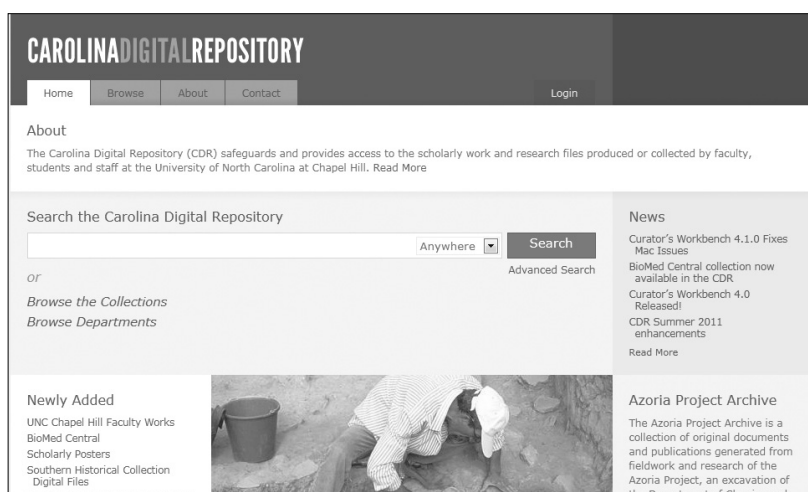 CAROLINADIGITALREPOSITORY
Home Browse About Contact Login
About
The Carolina Digital Repository (CDR) safeguards and provides access to the scholarly work and research files produced or collected by faculty,
students and staff at the University of North Carolina at Chapel Hill. Read More
Search the Carolina Digital Repository
Anywhere Search
Advanced Search
or
Browse the Collections
Browse Departments
News
Curator's Workbench 4.1.0 Fixes
Mac Issues
BioMed Central collection now
available in the CDR
Curator's Workbench 4.0
Released!
CDR Summer 2011
enhancements
Read More
Newly Added
UNC Chapel Hill Faculty Works
BioMed Central
Scholarly Posters
Southern Historical Collection
Digital Files
Azoria Project Archive
The Azoria Project Archive is a
collection of original documents
and publications generated from
fieldwork and research of the
Azoria Project, an excavation of